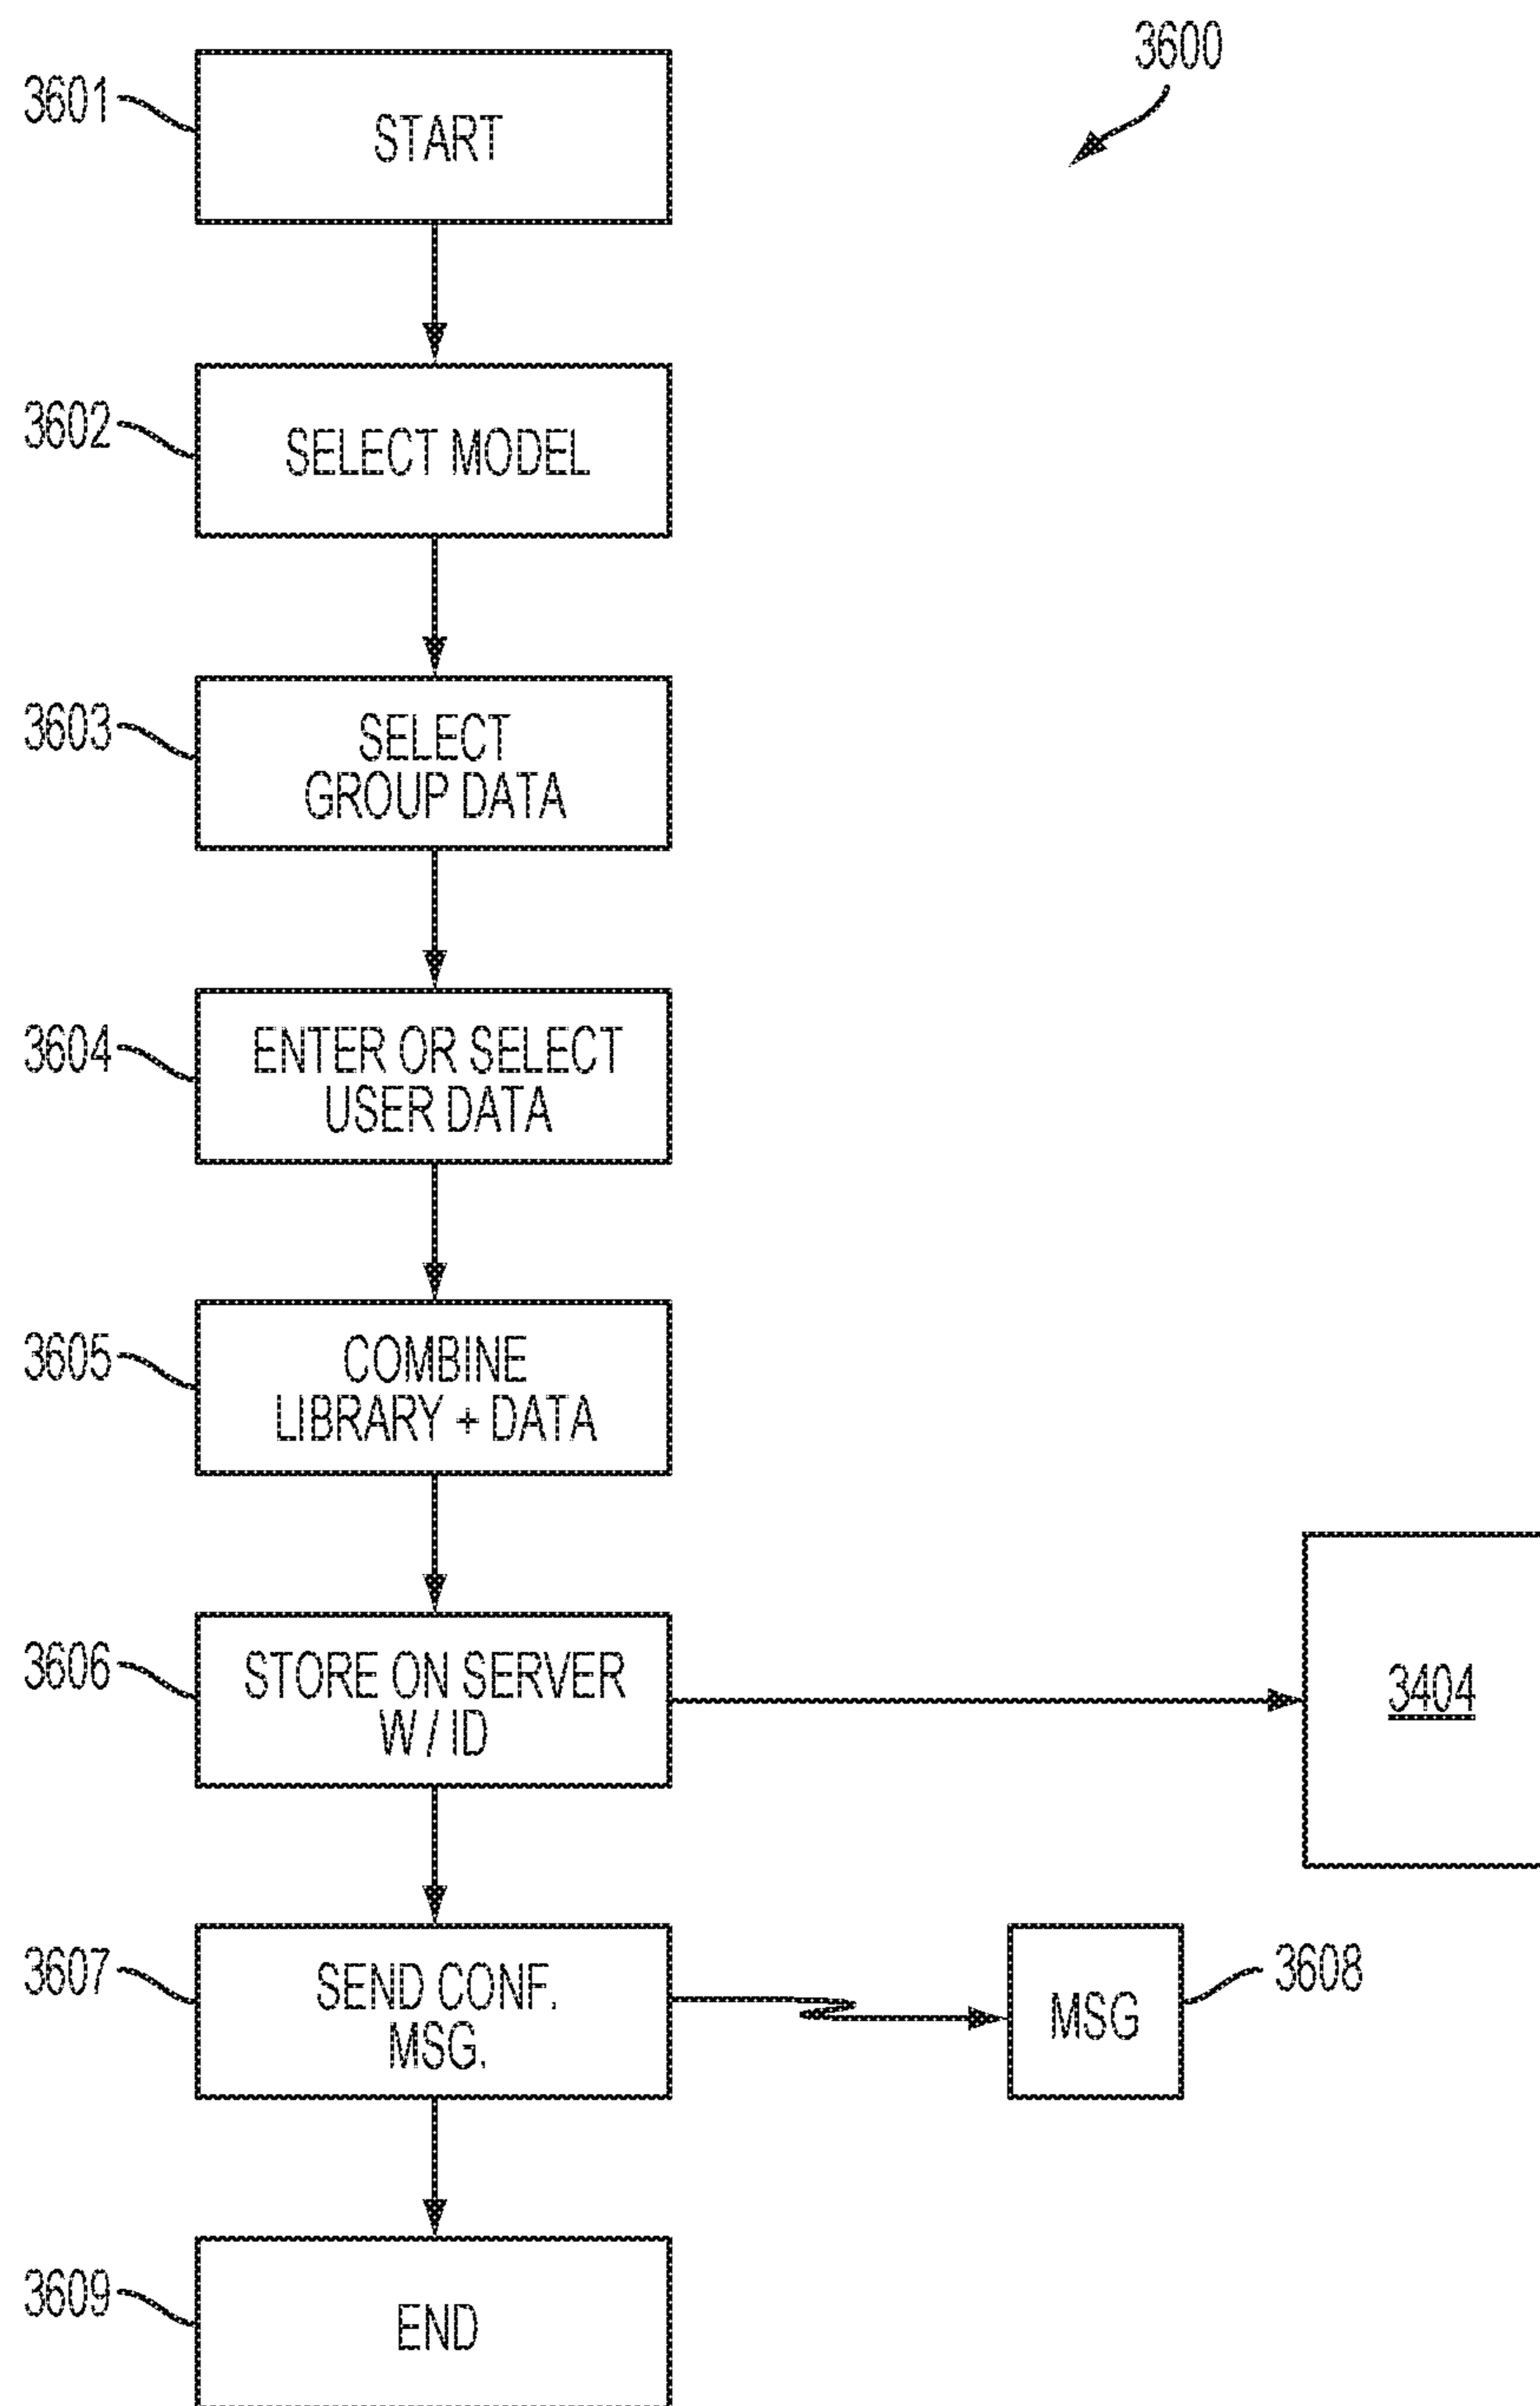 3600
3601
START
3602
SELECT MODEL
3603
SELECT
GROUP DATA
3604
ENTER OR SELECT
USER DATA
3605
COMBINE
LIBRARY + DATA
3606
STORE ON SERVER
W / ID
3404
3607
SEND CONF.
MSG.
MSG
3608
3609
END